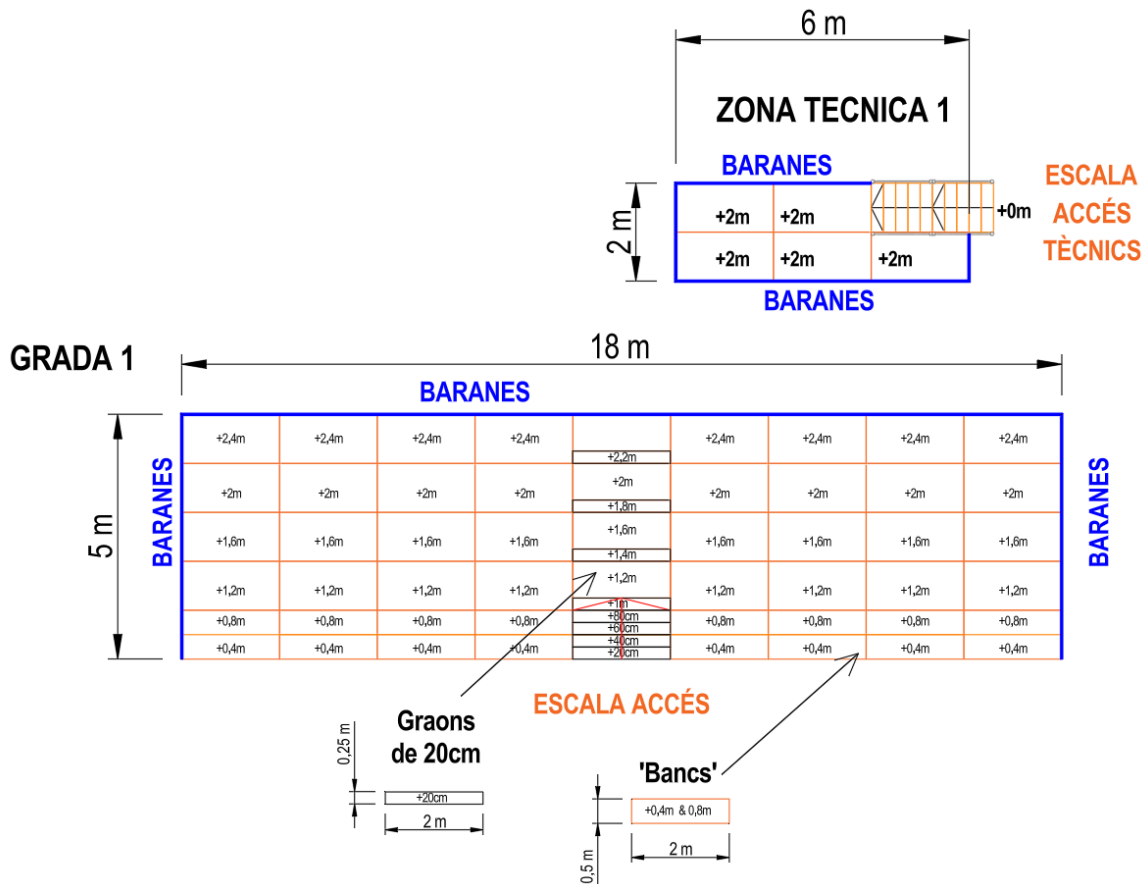 6 m
ZONA TECNICA 1
BARANES
ESCALA
ACCÉS
TÈCNICS
2 m
+2m +2m +0m
+2m +2m +2m
BARANES
GRADA 1
18 m
BARANES
5 m
BARANES
BARANES
+2,4m +2,4m +2,4m +2,4m +2,4m +2,4m +2,4m +2,4m
+2,2m
+2m +2m +2m +2m +2m +2m +2m +2m +2m
+1,8m
+1,6m +1,6m +1,6m +1,6m +1,6m +1,6m +1,6m +1,6m +1,6m
+1,4m
+1,2m +1,2m +1,2m +1,2m +1,2m +1,2m +1,2m +1,2m +1,2m
+1m
+0,8m +0,8m +0,8m +0,8m +80cm +0,8m +0,8m +0,8m +0,8m
+60cm
+0,4m +0,4m +0,4m +0,4m +40cm +0,4m +0,4m +0,4m +0,4m
+20cm
ESCALA ACCÉS
Graons
de 20cm
0,25 m
+20cm
2 m
'Bancs'
+0,4m & 0,8m
0,5 m
2 m